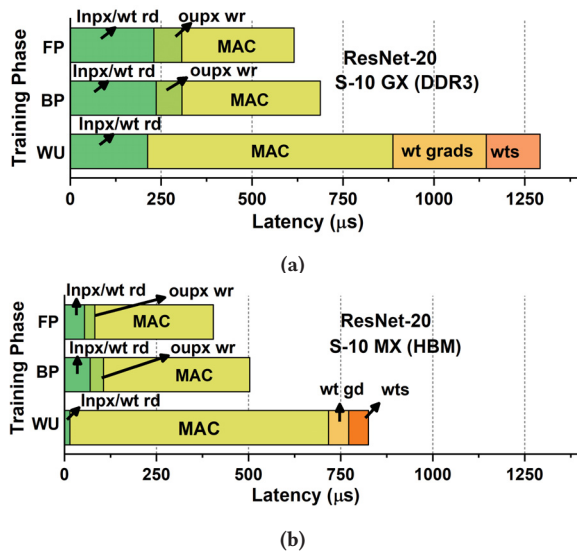 Inpx/wt rd
oupx wr
FP
MAC
ResNet-20
S-10 GX (DDR3)
Inpx/wt rd
oupx wr
BP
MAC
Inpx/wt rd
WU
MAC
wt grads
wts
Training Phase
0
250
500
750
1000
1250
Latency (μs)
(a)
Inpx/wt rd
oupx wr
FP
MAC
ResNet-20
S-10 MX (HBM)
Inpx/wt rd
oupx wr
BP
MAC
Inpx/wt rd
wt gd
wts
WU
MAC
Training Phase
0
250
500
750
1000
1250
Latency (μs)
(b)